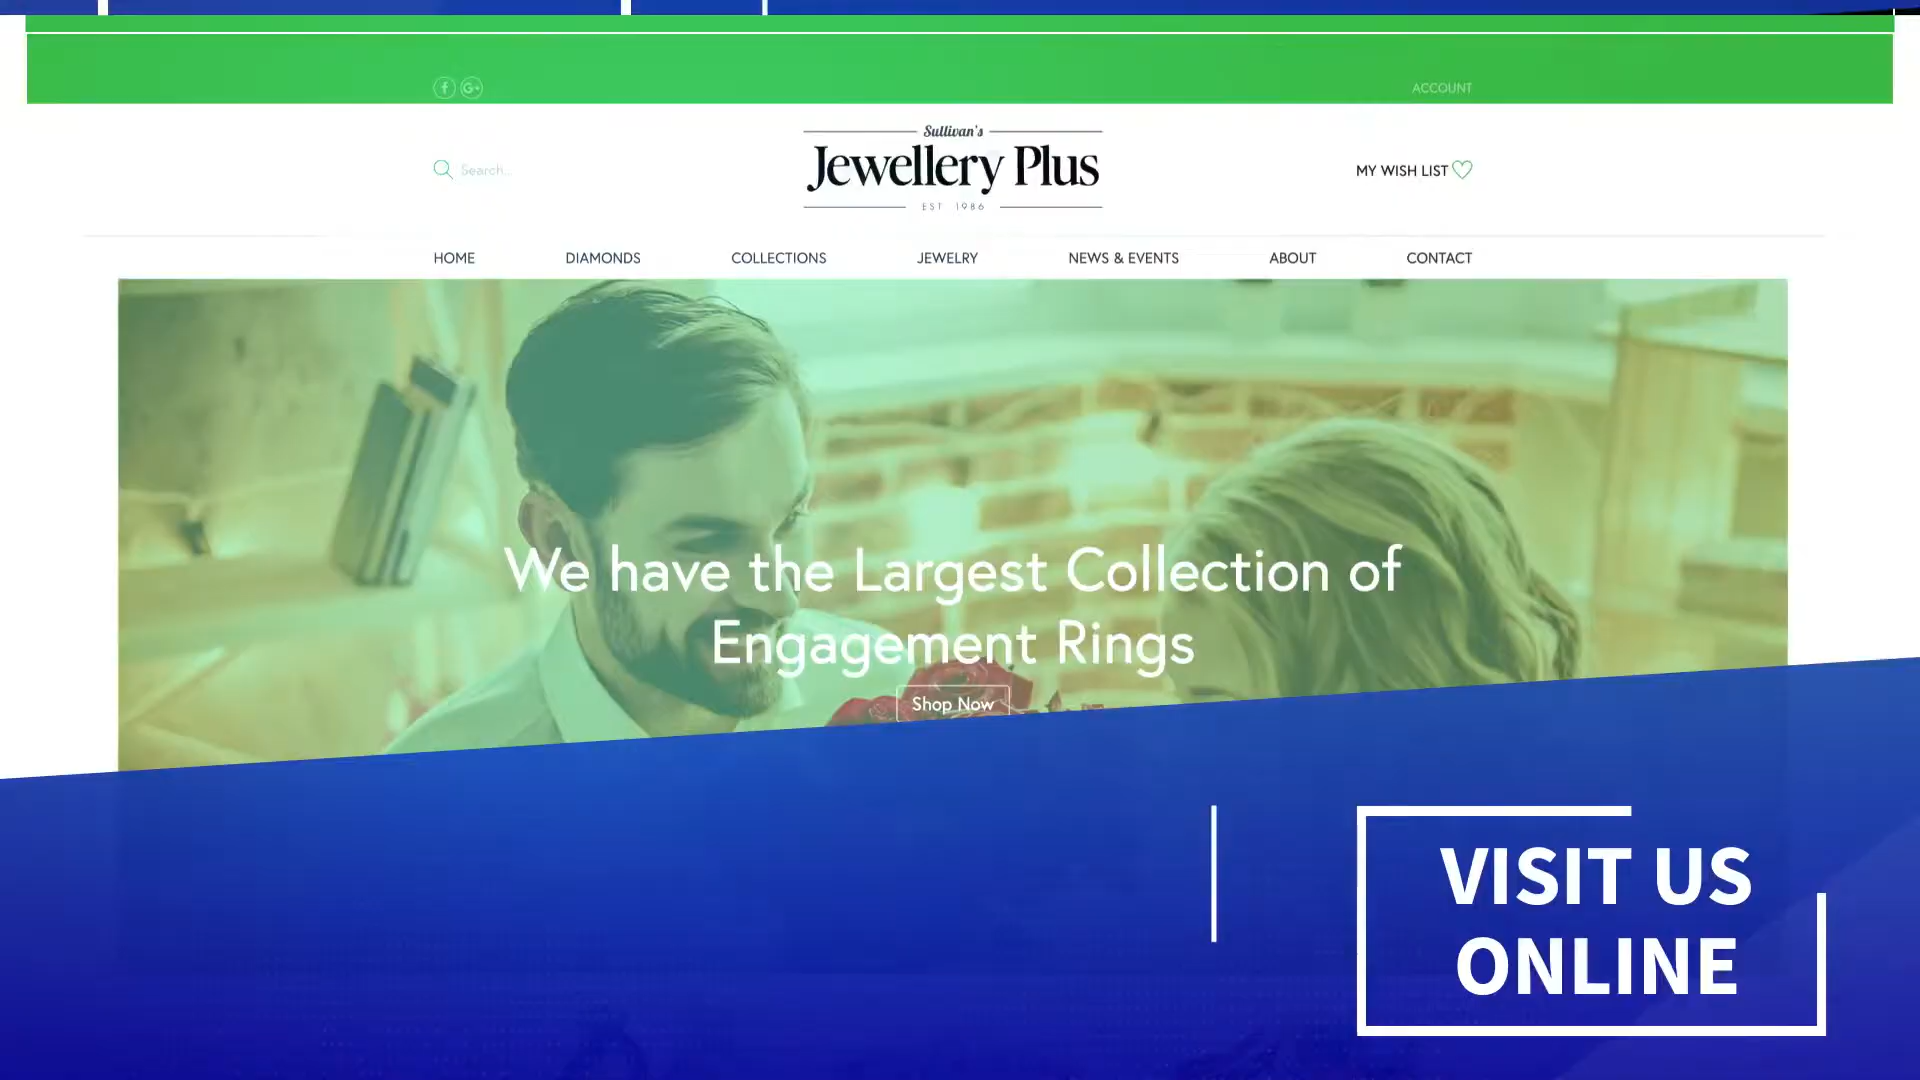 ACCOUNT
Sullivan's
Jewellery Plus
EST 1986
Search...
MY WISH LIST
HOME DIAMONDS COLLECTIONS JEWELRY NEWS & EVENTS ABOUT CONTACT
We have the Largest Collection of
Engagement Rings
Shop Now
VISIT US
ONLINE